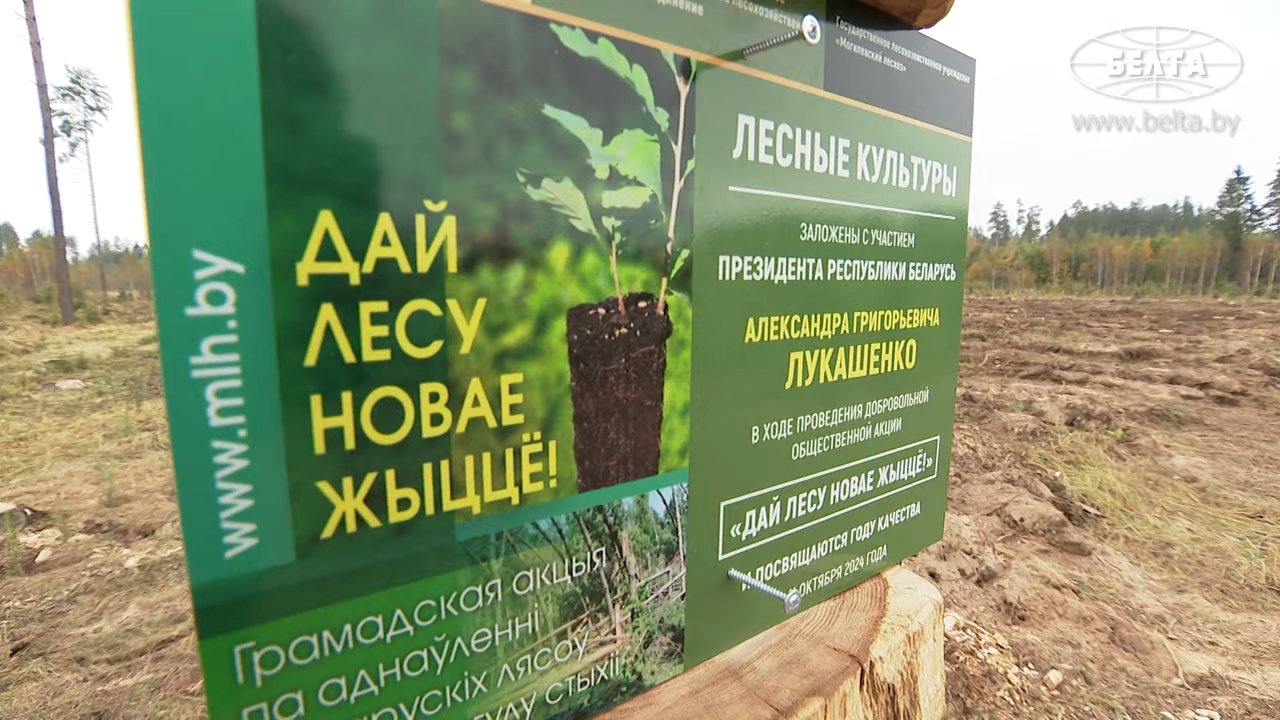 БЕЛТА
www.belta.by
Государственное лесохозяйственное учреждение
«Могилевский лесхоз»
www.mlh.by
ДАЙ
ЛЕСУ
НОВАЕ
ЖЫЦЦЁ!
Грамадская акцыя
па аднаўленні
лясоў
стыхіі
ЛЕСНЫЕ КУЛЬТУРЫ
ЗАЛОЖЕНЫ С УЧАСТИЕМ
ПРЕЗИДЕНТА РЕСПУБЛИКИ БЕЛАРУСЬ
АЛЕКСАНДРА ГРИГОРЬЕВИЧА
ЛУКАШЕНКО
В ХОДЕ ПРОВЕДЕНИЯ ДОБРОВОЛЬНОЙ
ОБЩЕСТВЕННОЙ АКЦИИ
«ДАЙ ЛЕСУ НОВАЕ ЖЫЦЦЁ!»
И ПОСВЯЩАЮТСЯ ГОДУ КАЧЕСТВА
ОКТЯБРЯ 2024 ГОДА